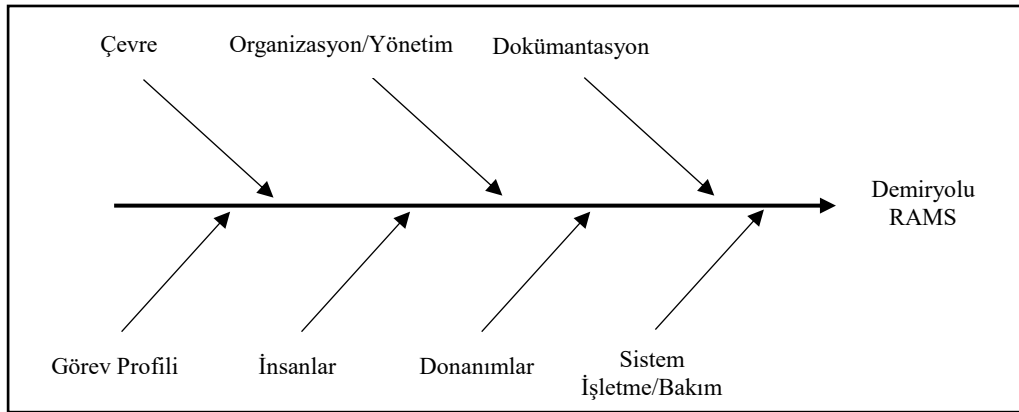 Çevre
Organizasyon/Yönetim
Dokümantasyon
Demiryolu
RAMS
Görev Profili
İnsanlar
Donanımlar
Sistem
İşletme/Bakım